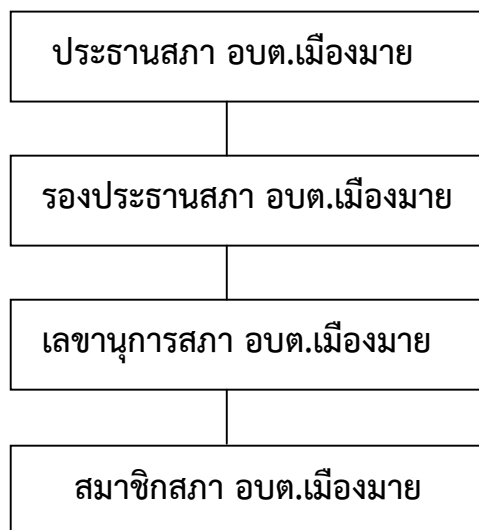 ประธานสภา อบต.เมืองมาย
รองประธานสภา อบต.เมืองมาย
เลขานุการสภา อบต.เมืองมาย
สมาชิกสภา อบต.เมืองมาย